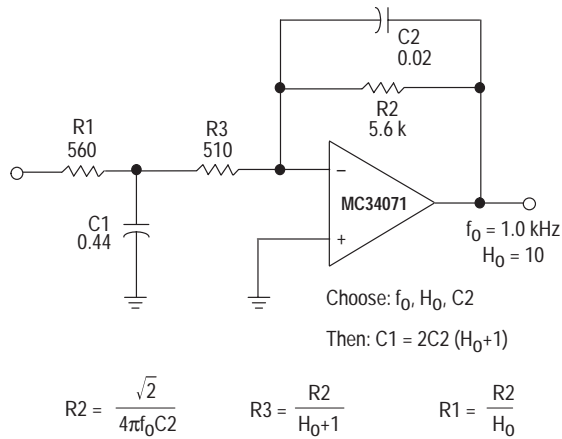 C2
0.02
R2
5.6 k
R1
560
R3
510
C1
0.44
–
MC34071
+
f₀ = 1.0 kHz
H₀ = 10
Choose: f₀, H₀, C2
Then: C1 = 2C2 (H₀+1)
R2 = √2 / 4πf₀C2
R3 = R2 / H₀+1
R1 = R2 / H₀